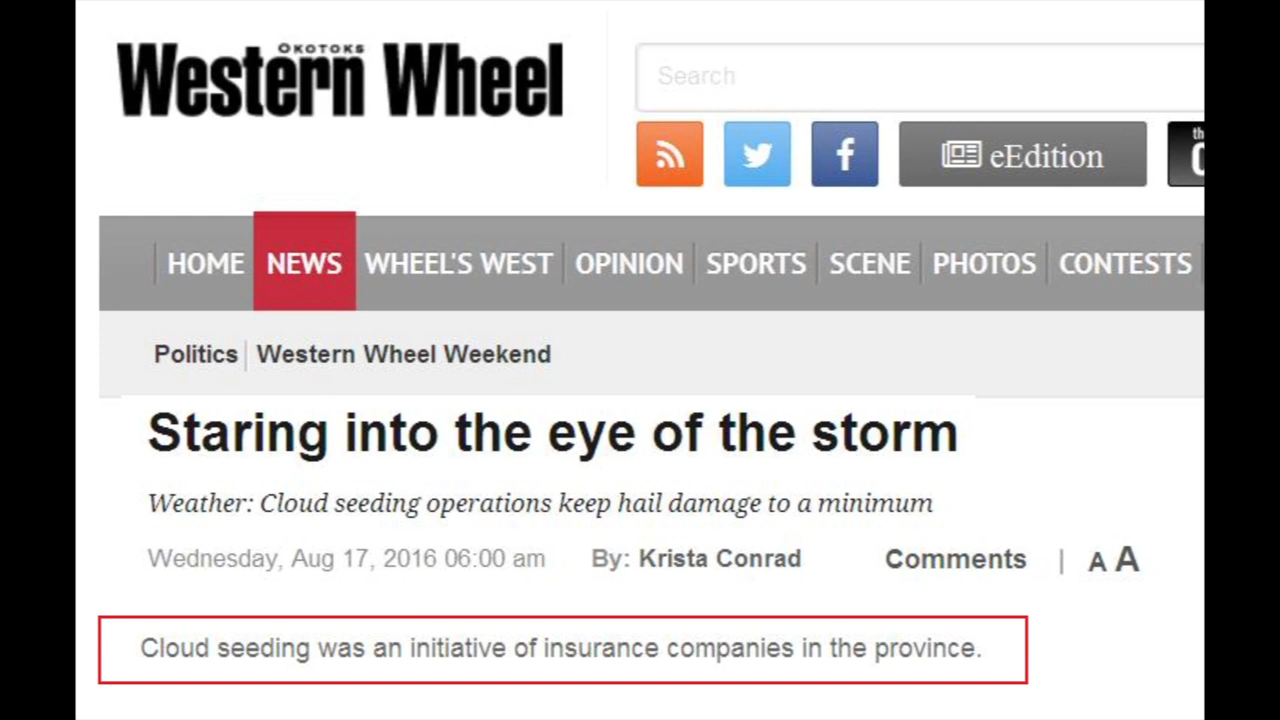 OKOTOKS
Western Wheel
Search
eEdition
th
HOME NEWS WHEEL'S WEST OPINION SPORTS SCENE PHOTOS CONTESTS
Politics Western Wheel Weekend
Staring into the eye of the storm
Weather: Cloud seeding operations keep hail damage to a minimum
Wednesday, Aug 17, 2016 06:00 am By: Krista Conrad Comments | A A
Cloud seeding was an initiative of insurance companies in the province.